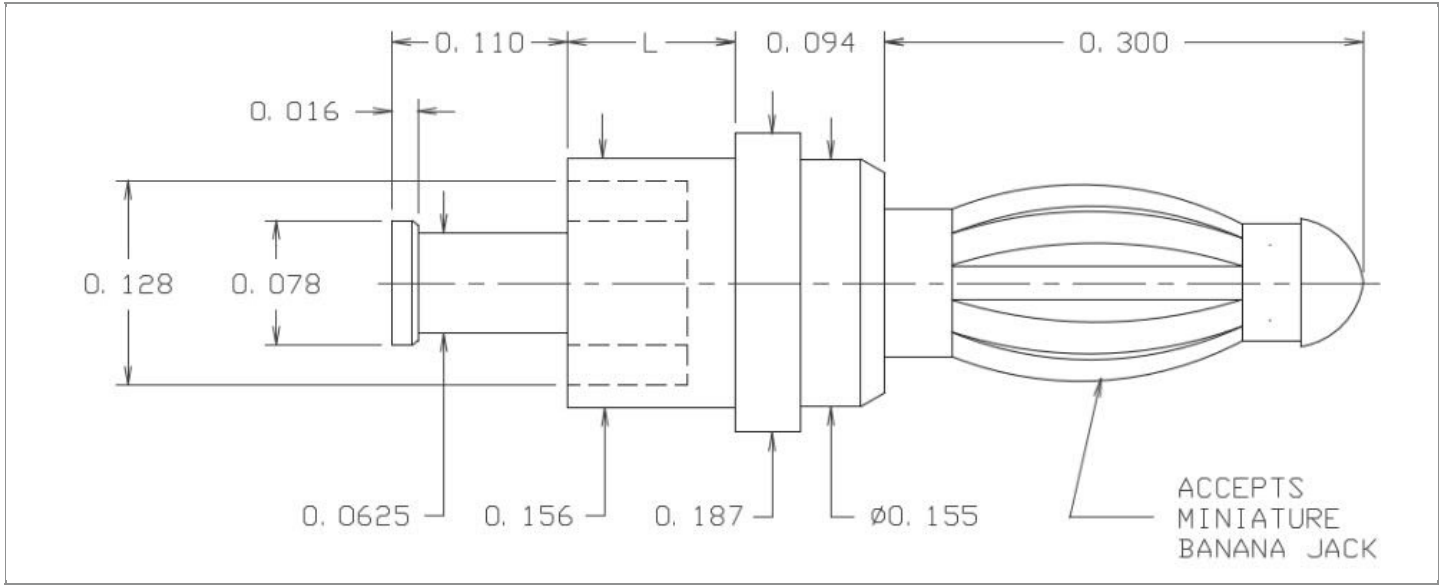 0. 110
L
0. 094
0. 300
0. 016
0. 128
0. 078
0. 0625
0. 156
0. 187
Ø0. 155
ACCEPTS
MINIATURE
BANANA JACK